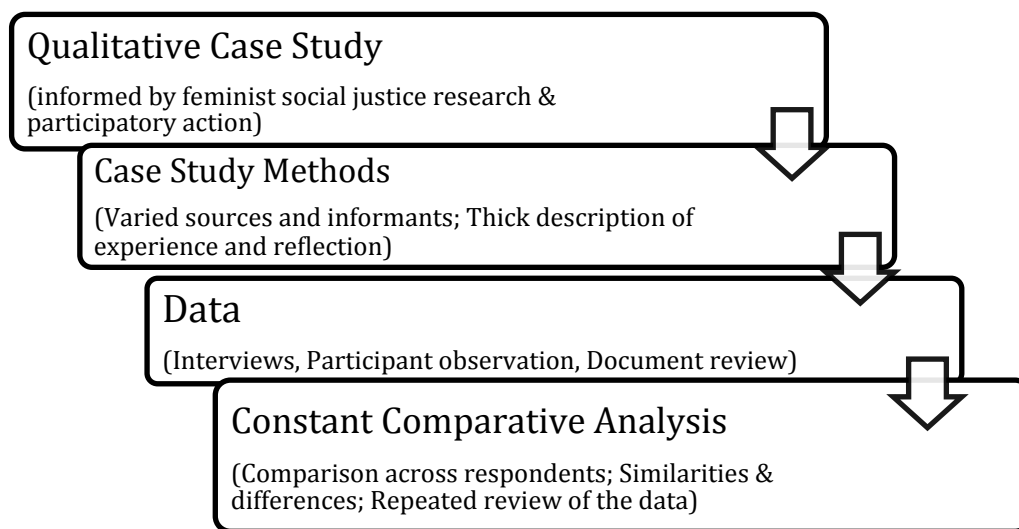 Qualitative Case Study
(informed by feminist social justice research &
participatory action)
Case Study Methods
(Varied sources and informants; Thick description of
experience and reflection)
Data
(Interviews, Participant observation, Document review)
Constant Comparative Analysis
(Comparison across respondents; Similarities &
differences; Repeated review of the data)